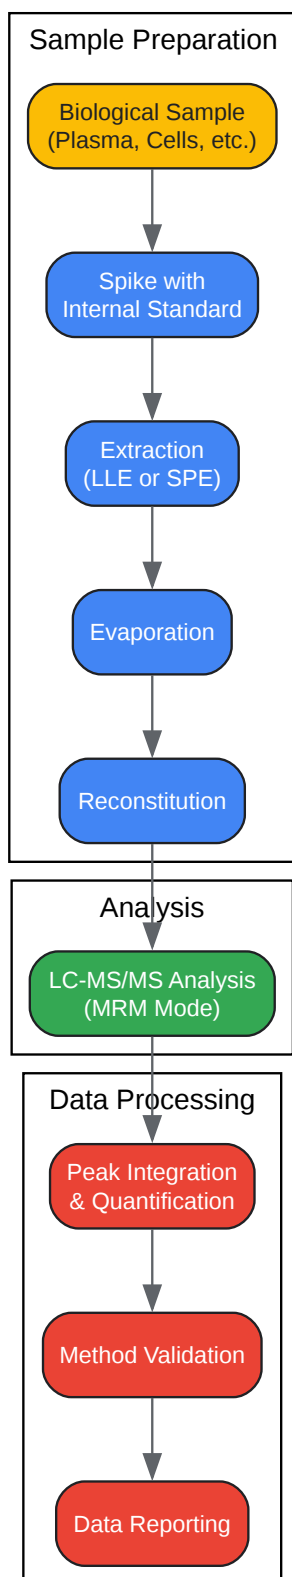 Sample Preparation
Biological Sample
(Plasma, Cells, etc.)
Spike with
Internal Standard
Extraction
(LLE or SPE)
Evaporation
Reconstitution
Analysis
LC-MS/MS Analysis
(MRM Mode)
Data Processing
Peak Integration
& Quantification
Method Validation
Data Reporting